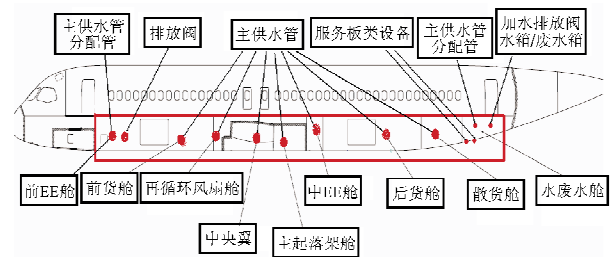 主供水管
分配管
排放阀
主供水管
服务板类设备
主供水管
分配管
加水排放阀
水箱/废水箱
前EE舱
前货舱
再循环风扇舱
中央翼
主起落架舱
中EE舱
后货舱
散货舱
水废水舱